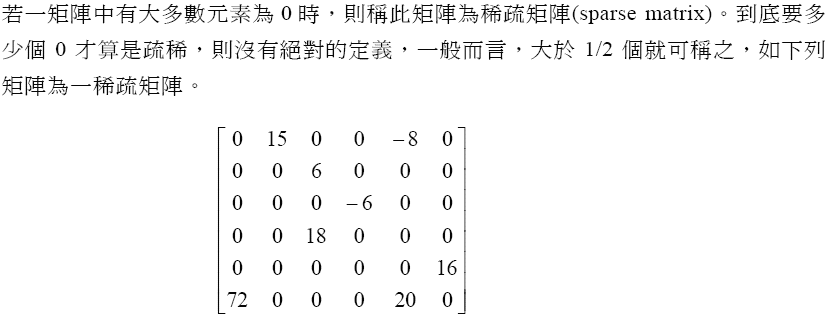 若一矩陣中有大多數元素為 0 時，則稱此矩陣為稀疏矩陣(sparse matrix)。到底要多
少個 0 才算是疏稀，則沒有絕對的定義，一般而言，大於 1/2 個就可稱之，如下列
矩陣為一稀疏矩陣。
0 15 0 0 −8 0
0 0 6 0 0 0
0 0 0 −6 0 0
0 0 18 0 0 0
0 0 0 0 0 16
72 0 0 0 20 0